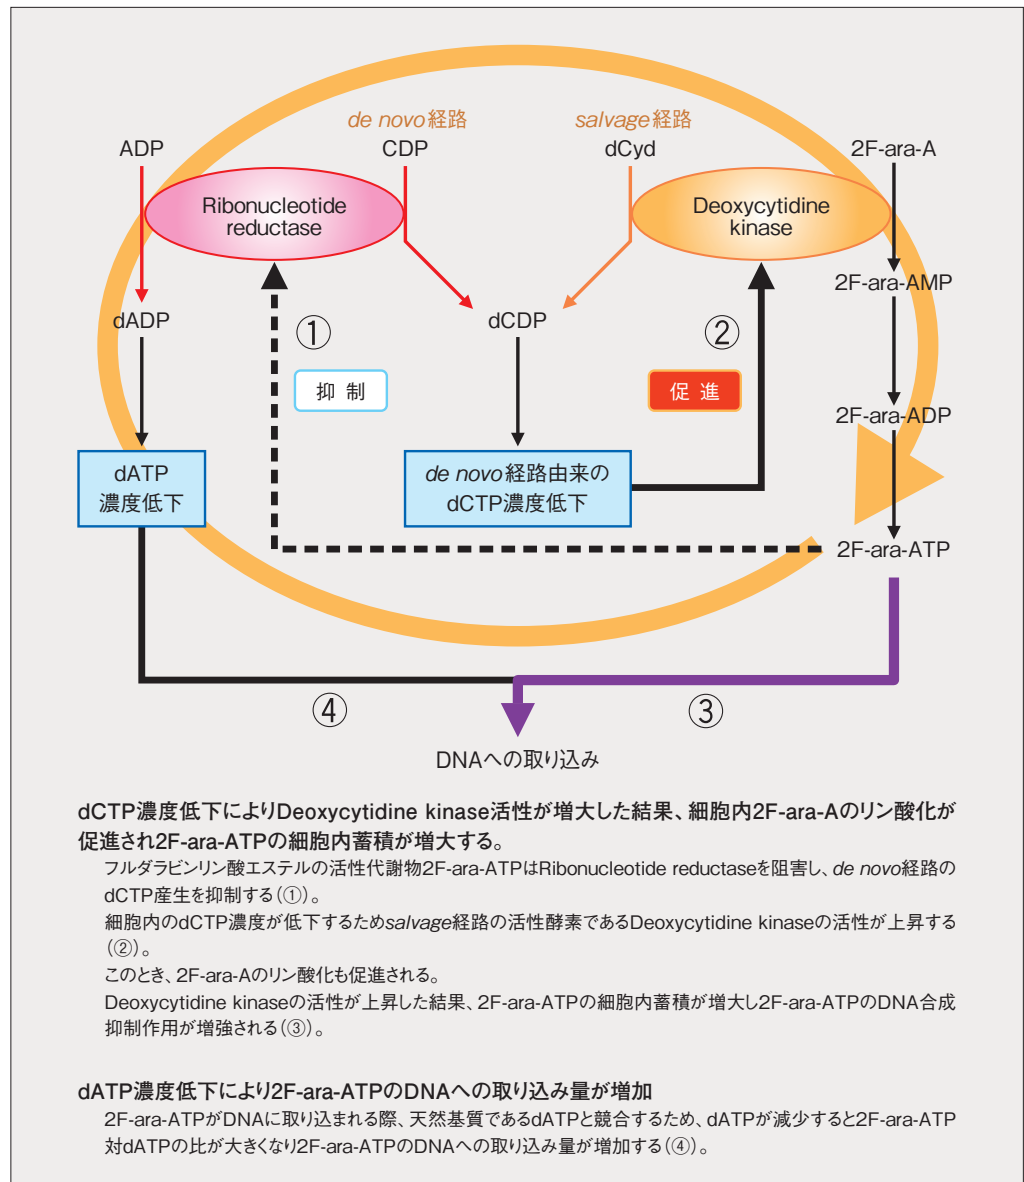 de novo経路
salvage経路
ADP
CDP
dCyd
2F-ara-A
Ribonucleotide
reductase
Deoxycytidine
kinase
2F-ara-AMP
dADP
①
dCDP
②
抑 制
促 進
2F-ara-ADP
dATP
濃度低下
de novo経路由来の
dCTP濃度低下
2F-ara-ATP
④
③
DNAへの取り込み
dCTP濃度低下によりDeoxycytidine kinase活性が増大した結果、細胞内2F-ara-Aのリン酸化が
促進され2F-ara-ATPの細胞内蓄積が増大する。
フルダラビンリン酸エステルの活性代謝物2F-ara-ATPはRibonucleotide reductaseを阻害し、de novo経路の
dCTP産生を抑制する(①)。
細胞内のdCTP濃度が低下するためsalvage経路の活性酵素であるDeoxycytidine kinaseの活性が上昇する
(②)。
このとき、2F-ara-Aのリン酸化も促進される。
Deoxycytidine kinaseの活性が上昇した結果、2F-ara-ATPの細胞内蓄積が増大し2F-ara-ATPのDNA合成
抑制作用が増強される(③)。
dATP濃度低下により2F-ara-ATPのDNAへの取り込み量が増加
2F-ara-ATPがDNAに取り込まれる際、天然基質であるdATPと競合するため、dATPが減少すると2F-ara-ATP
対dATPの比が大きくなり2F-ara-ATPのDNAへの取り込み量が増加する(④)。